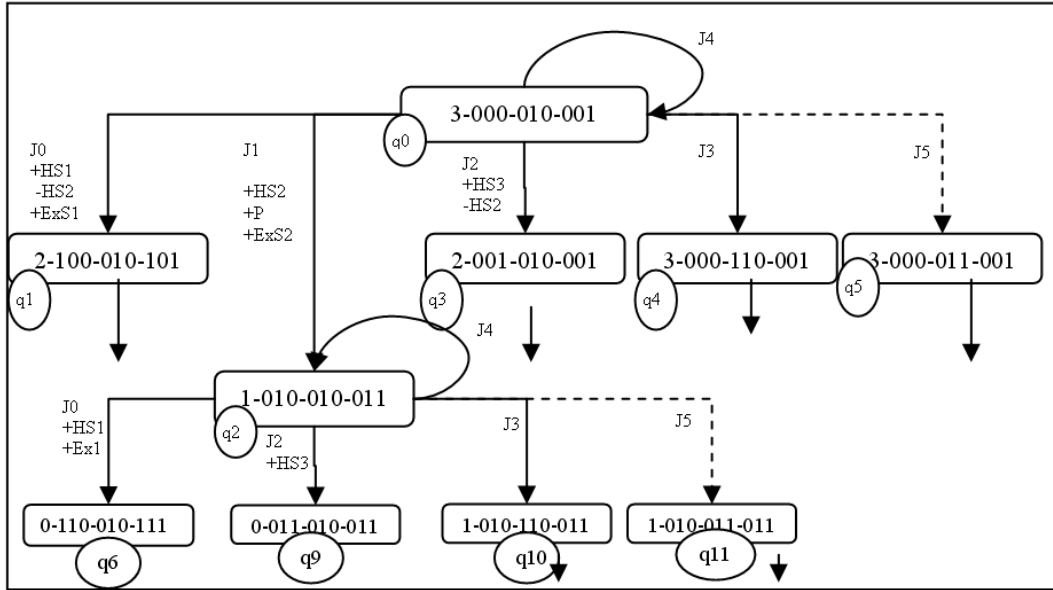 J4
3-000-010-001
q0
J0
+HS1
-HS2
+ExS1
J1
+HS2
+P
+ExS2
J2
+HS3
-HS2
J3
J5
2-100-010-101
q1
2-001-010-001
q3
3-000-110-001
q4
3-000-011-001
q5
J4
1-010-010-011
q2
J0
+HS1
+Ex1
J2
+HS3
J3
J5
0-110-010-111
q6
0-011-010-011
q9
1-010-110-011
q10
1-010-011-011
q11